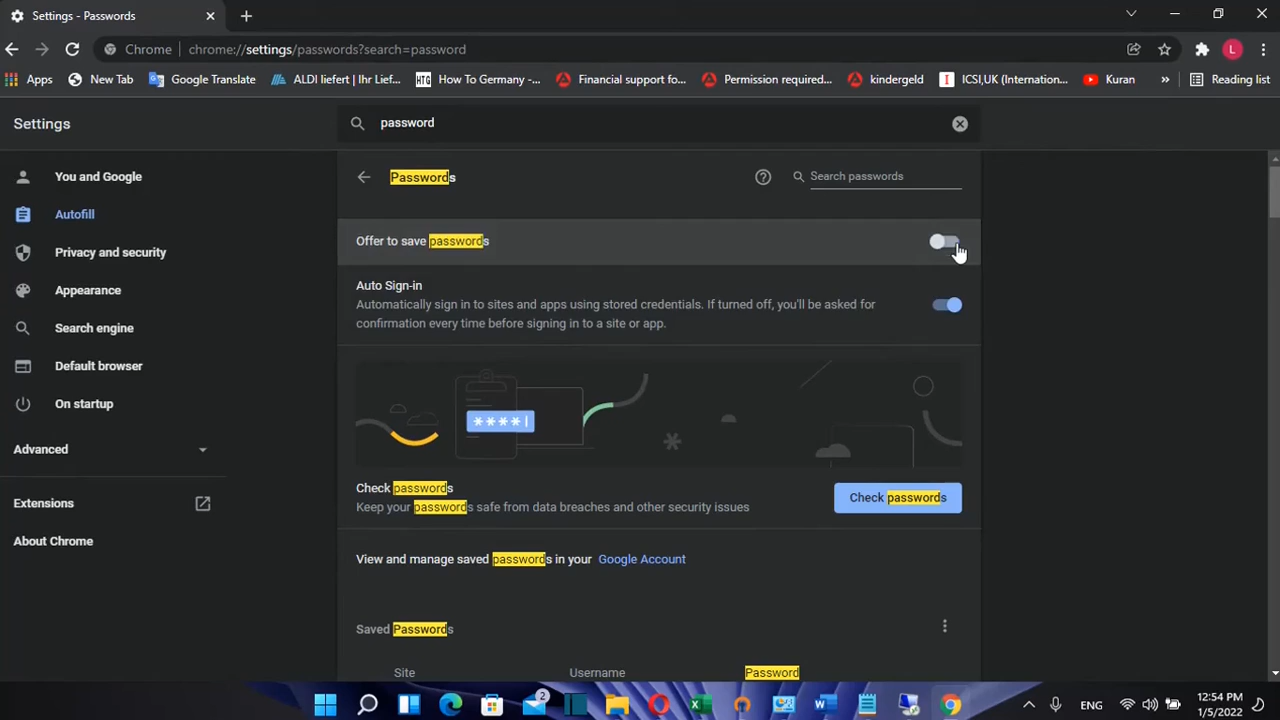 Settings - Passwords
Chrome chrome://settings/passwords?search=password
Apps New Tab Google Translate ALDI liefert | Ihr Lief... HTG How To Germany -... Financial support fo... Permission required... kindergeld I ICSI,UK (Internation... Kuran » Reading list
L
Settings
password
You and Google
Autofill
Privacy and security
Appearance
Search engine
Default browser
On startup
Advanced
Extensions
About Chrome
Passwords
Search passwords
Offer to save passwords
Auto Sign-in
Automatically sign in to sites and apps using stored credentials. If turned off, you'll be asked for
confirmation every time before signing in to a site or app.
****|
Check passwords
Keep your passwords safe from data breaches and other security issues
Check passwords
View and manage saved passwords in your Google Account
Saved Passwords
Site Username Password
2
ENG
12:54 PM
1/5/2022